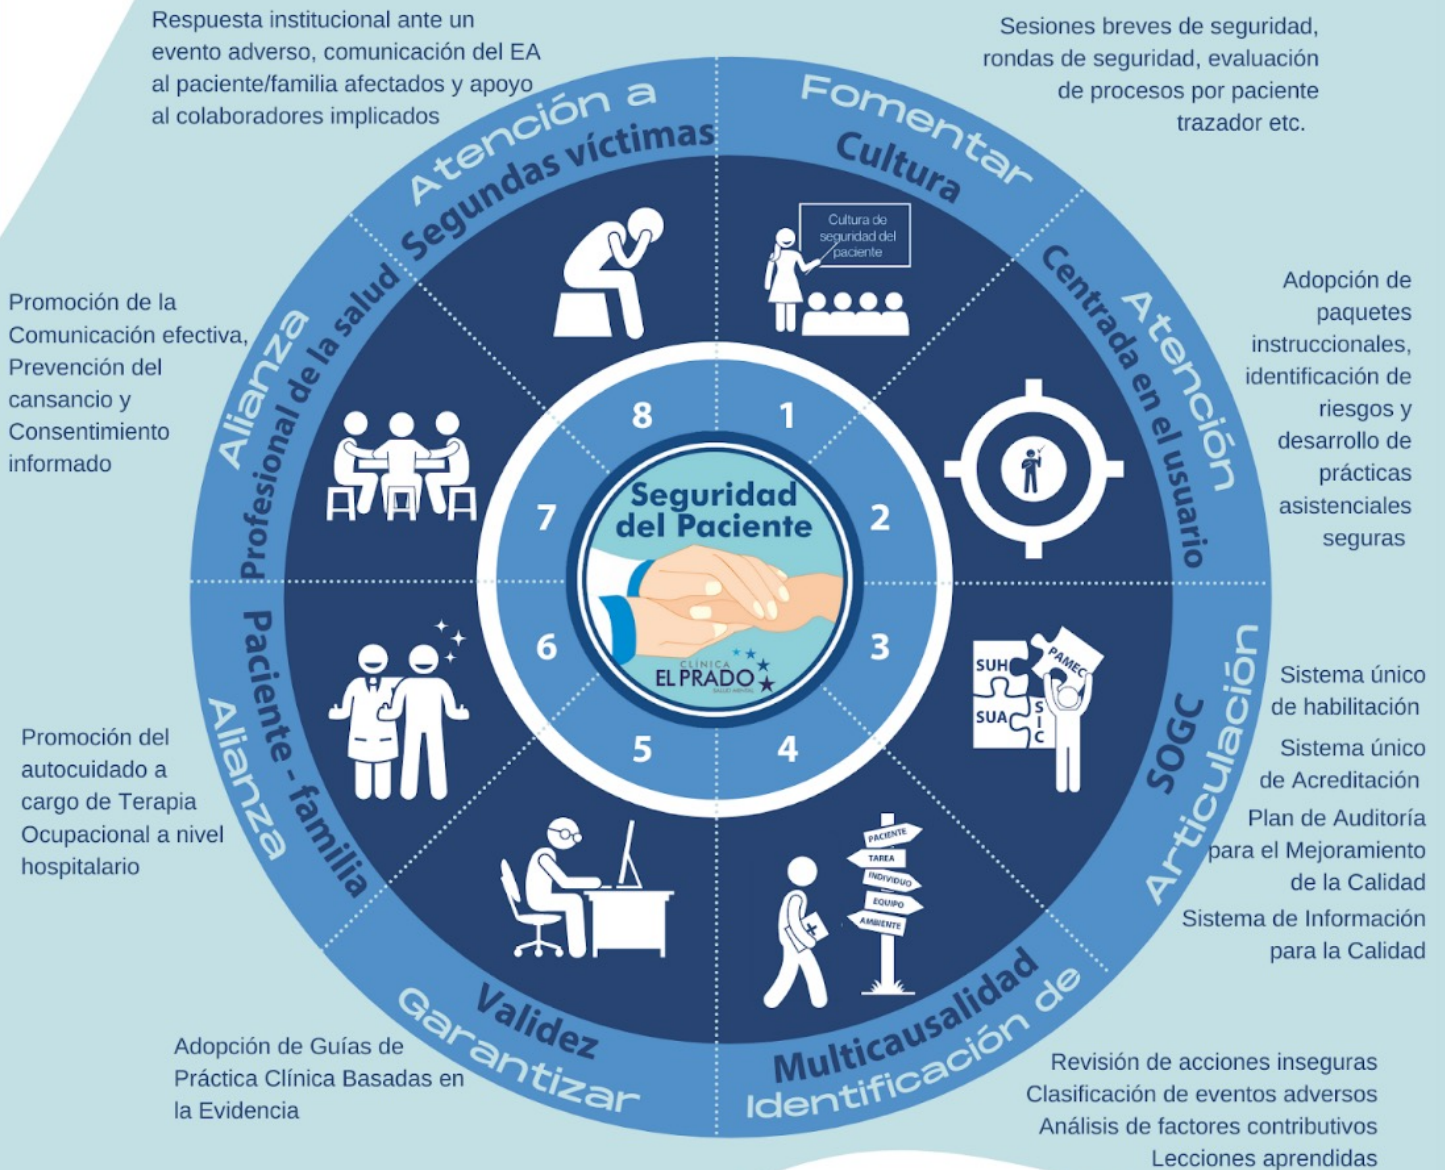 Respuesta institucional ante un
evento adverso, comunicación del EA
al paciente/familia afectados y apoyo
al colaboradores implicados
Sesiones breves de seguridad,
rondas de seguridad, evaluación
de procesos por paciente
trazador etc.
Atención a
Segundas víctimas
Fomentar
Cultura
Cultura de
seguridad del
paciente
Atención
Centrada en el usuario
Adopción de
paquetes
instruccionales,
identificación de
riesgos y
desarrollo de
prácticas
asistenciales
seguras
Promoción de la
Comunicación efectiva,
Prevención del
cansancio y
Consentimiento
informado
Alianza
Profesional de la salud
8
1
7
2
6
3
5
4
Seguridad
del Paciente
CLÍNICA
EL PRADO
SALUD MENTAL
Articulación
SOGC
SUH
PAMEC
SUA
SIC
Sistema único
de habilitación
Sistema único
de Acreditación
Plan de Auditoría
para el Mejoramiento
de la Calidad
Sistema de Información
para la Calidad
Alianza
Paciente - familia
Promoción del
autocuidado a
cargo de Terapia
Ocupacional a nivel
hospitalario
PACIENTE
TAREA
INDIVIDUO
EQUIPO
AMBIENTE
Validez
Garantizar
Multicausalidad
Identificación de
Adopción de Guías de
Práctica Clínica Basadas en
la Evidencia
Revisión de acciones inseguras
Clasificación de eventos adversos
Análisis de factores contributivos
Lecciones aprendidas